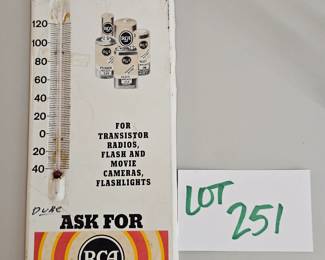 120
100
80
60
40
20
0
20
40
RCA
FOR
TRANSISTOR
RADIOS,
FLASH AND
MOVIE
CAMERAS,
FLASHLIGHTS
ASK FOR
RCA
LOT
251